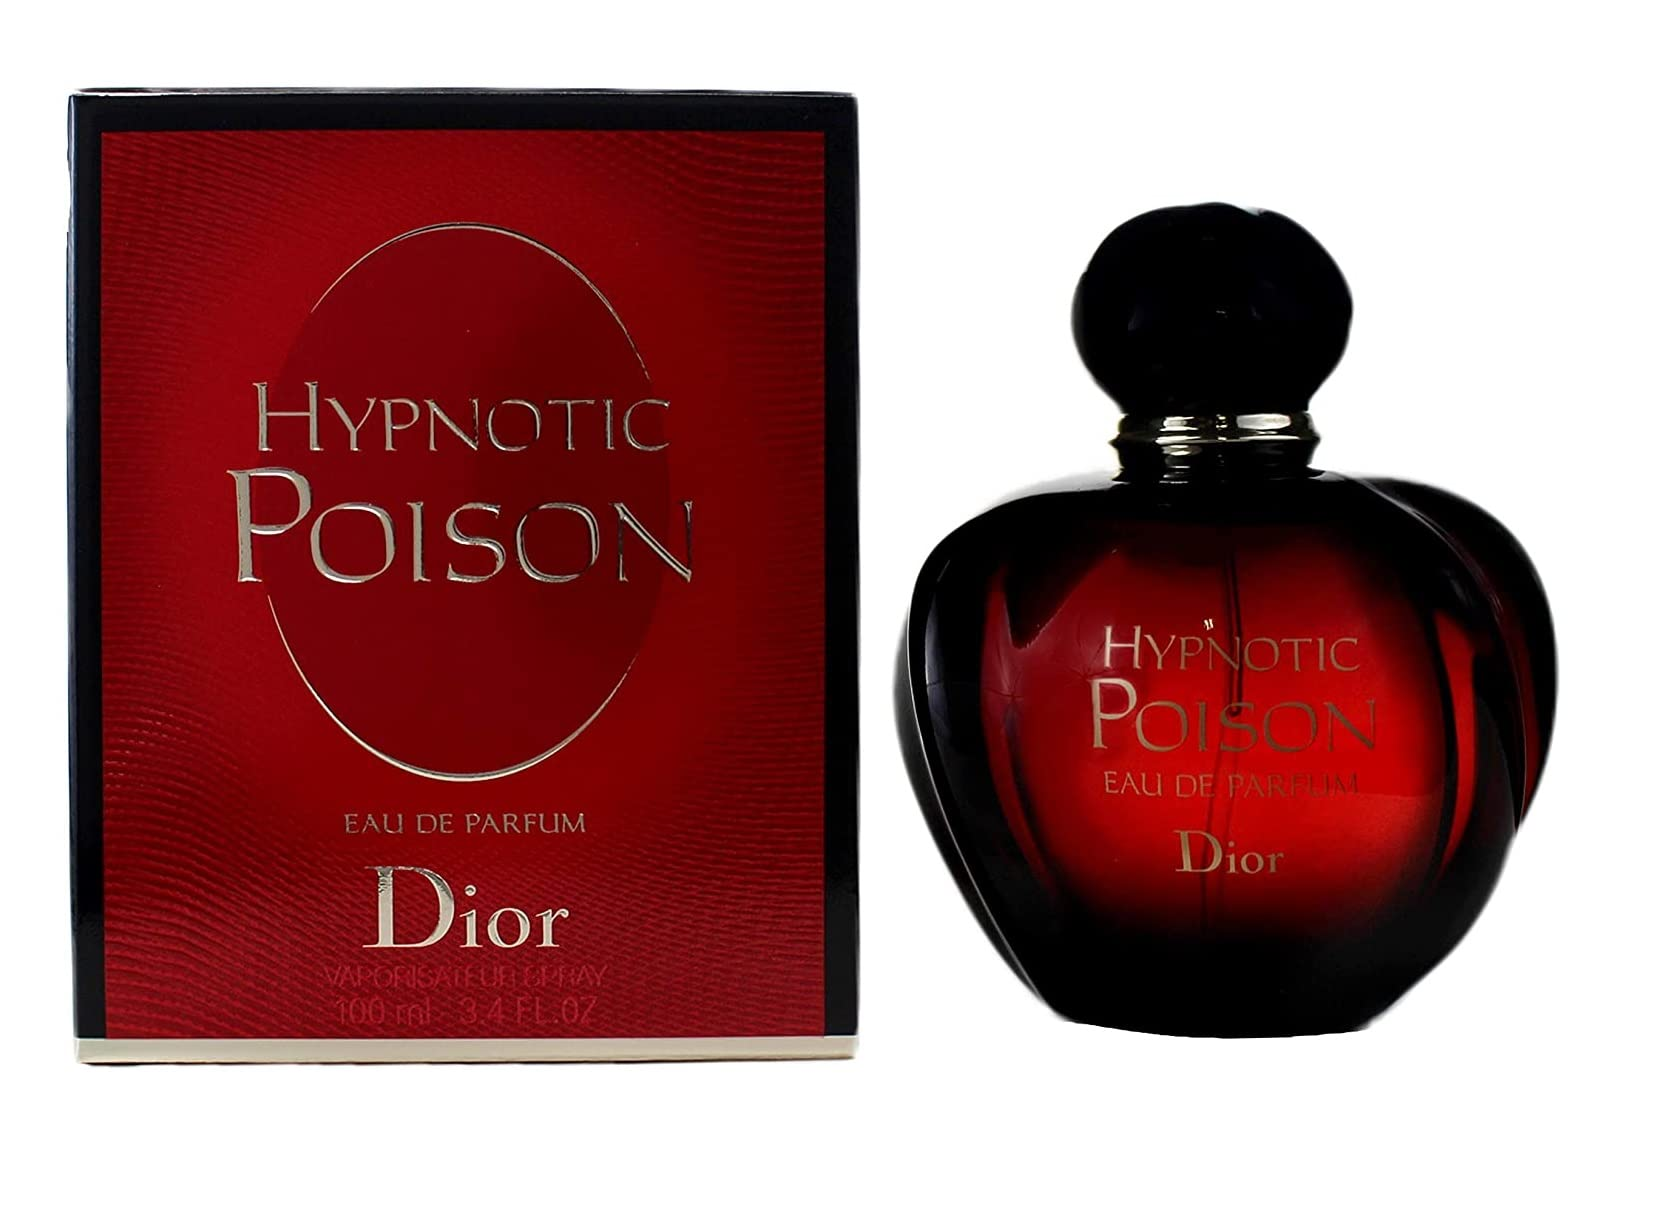 HYPNOTIC
POISON
EAU DE PARFUM
Dior
VAPORISATEUR SPRAY
100 ml - 3.4 FL.OZ
HYPNOTIC
POISON
EAU DE PARFUM
Dior